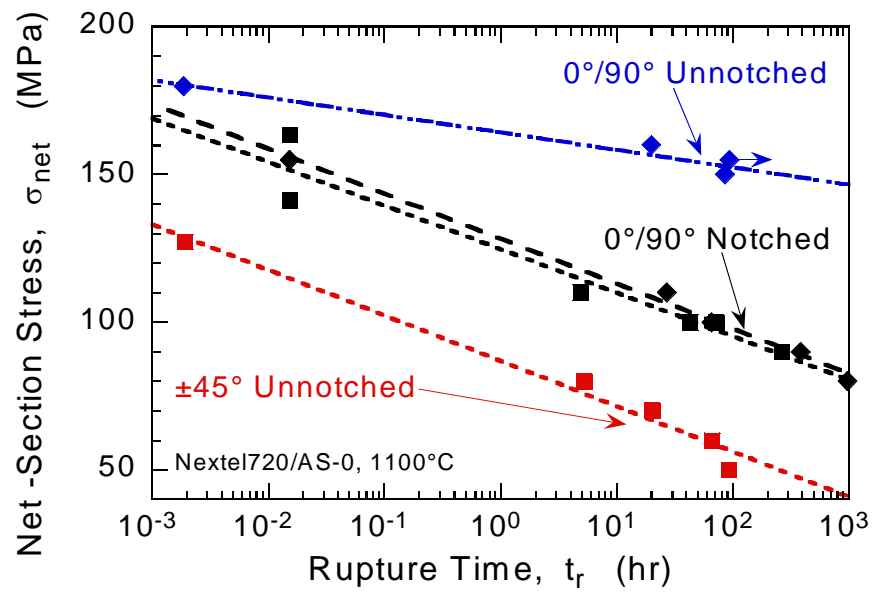 Net -Section Stress, σnet (MPa)
200
150
100
50
0°/90° Unnotched
0°/90° Notched
±45° Unnotched
Nextel720/AS-0, 1100°C
10-3 10-2 10-1 100 101 102 103
Rupture Time, tr (hr)